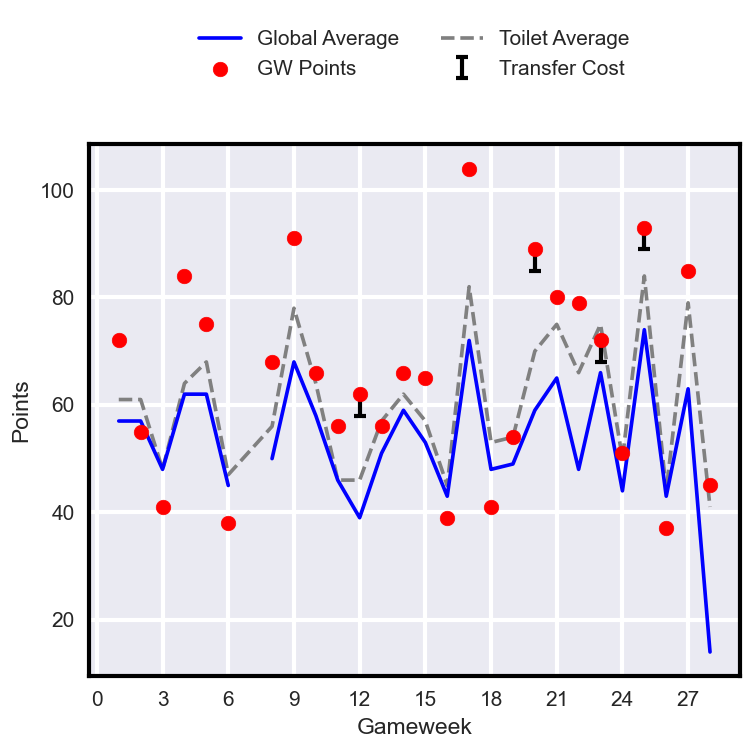 Global Average
Toilet Average
GW Points
Transfer Cost
100
80
60
40
20
Points
0 3 6 9 12 15 18 21 24 27
Gameweek